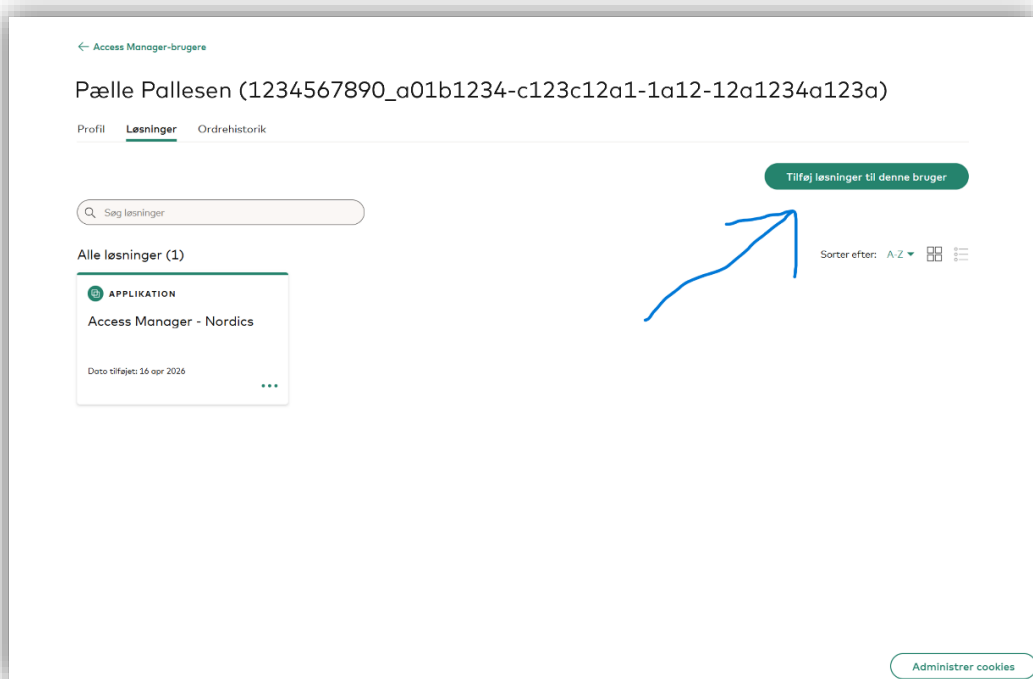 ← Access Manager-brugere
Pælle Pallesen (1234567890_a01b1234-c123c12a1-1a12-12a1234a123a)
Profil Løsninger Ordrehistorik
Tilføj løsninger til denne bruger
Søg løsninger
Alle løsninger (1)
Sorter efter: A-Z
APPLIKATION
Access Manager - Nordics
Dato tilføjet: 16 apr 2026
Administrer cookies